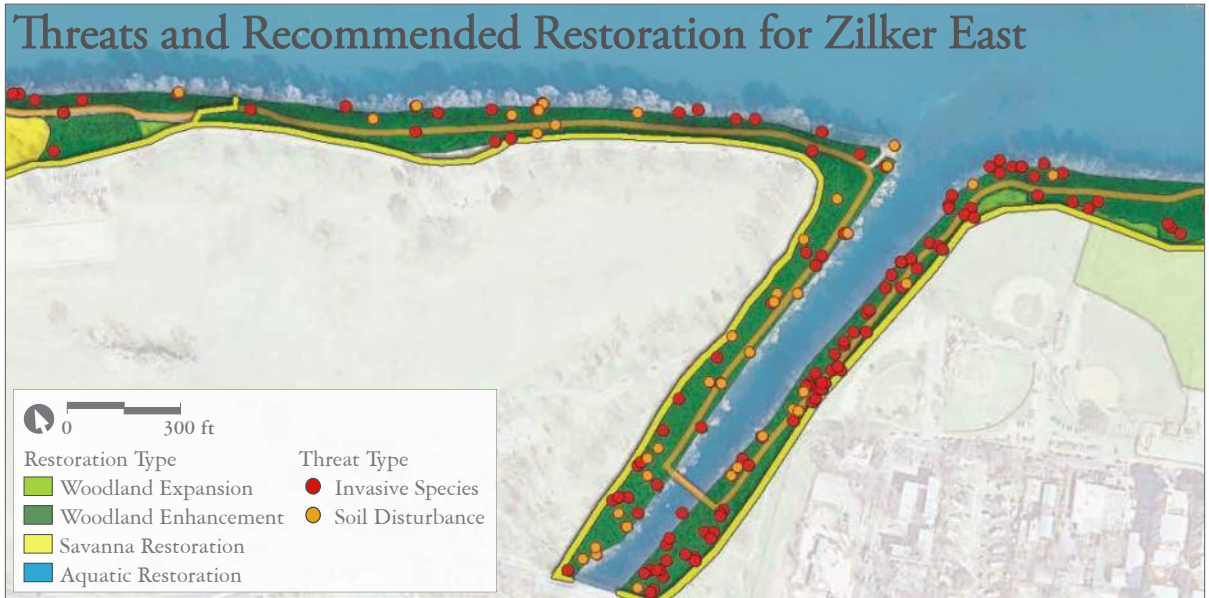 Threats and Recommended Restoration for Zilker East
0 300 ft
Restoration Type
Woodland Expansion
Woodland Enhancement
Savanna Restoration
Aquatic Restoration
Threat Type
Invasive Species
Soil Disturbance